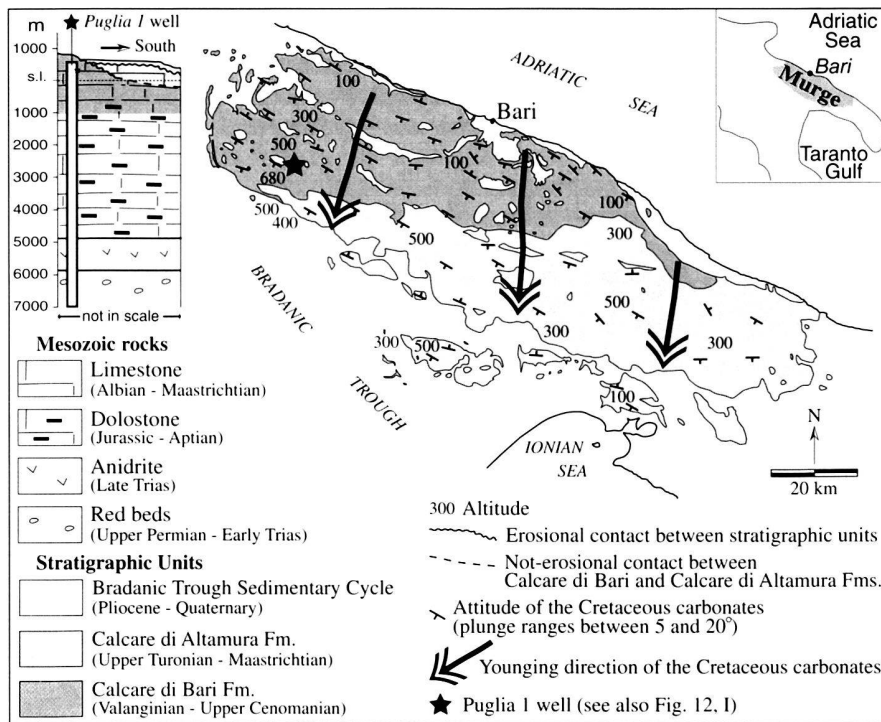 m
Puglia 1 well
South
1000
s.l.
1000
2000
3000
4000
5000
6000
7000
not in scale
ADRIATIC
SEA
Bari
100
300
500
680
500
400
100
500
100
300
500
300
300
300
500
100
BRADANIC
TROUGH
IONIAN
SEA
N
20 km
Adriatic
Sea
Bari
Murge
Taranto
Gulf
Mesozoic rocks
Limestone
(Albian - Maastrichtian)
Dolostone
(Jurassic - Aptian)
Anidrite
(Late Trias)
Red beds
(Upper Permian - Early Trias)
Stratigraphic Units
Bradanic Trough Sedimentary Cycle
(Pliocene - Quaternary)
Calcare di Altamura Fm.
(Upper Turonian - Maastrichtian)
Calcare di Bari Fm.
(Valanginian - Upper Cenomanian)
300 Altitude
Erosional contact between stratigraphic units
Not-erosional contact between
Calcare di Bari and Calcare di Altamura Fms.
Attitude of the Cretaceous carbonates
(plunge ranges between 5 and 20°)
Younging direction of the Cretaceous carbonates
Puglia 1 well (see also Fig. 12, I)